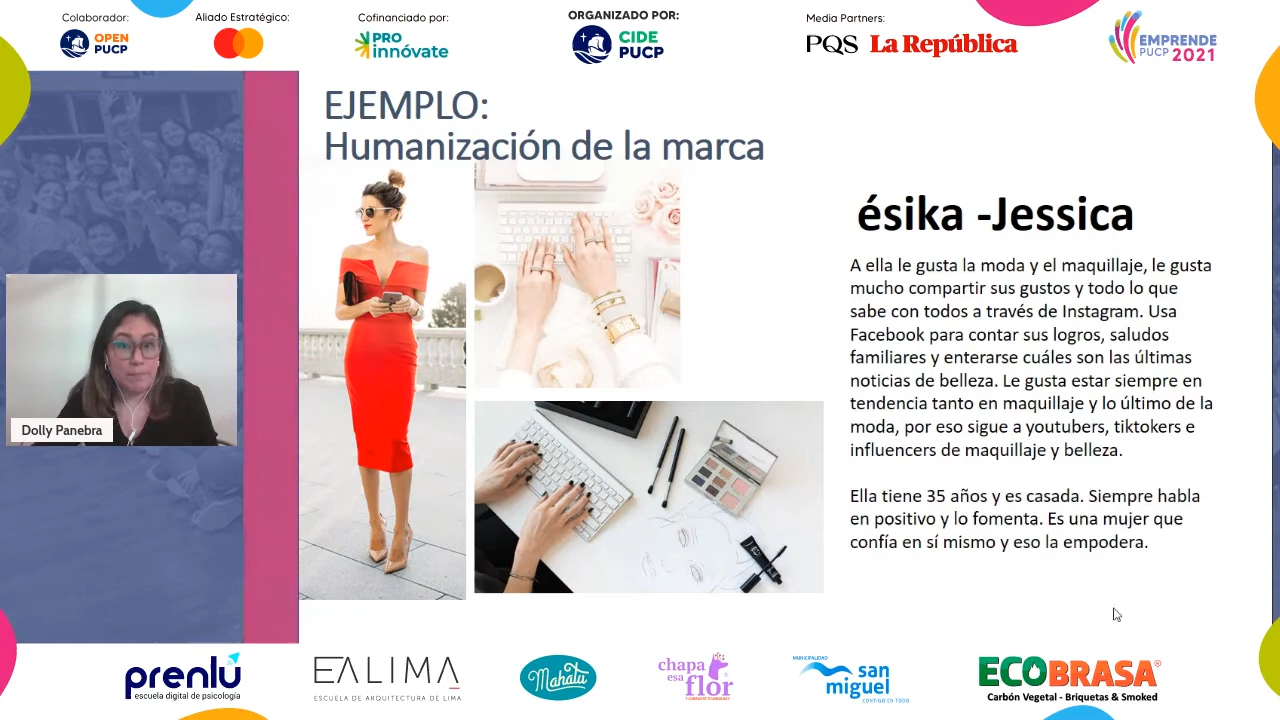 Colaborador:
OPEN
PUCP
Aliado Estratégico:
Cofinanciado por:
PRO
innóvate
ORGANIZADO POR:
CIDE
PUCP
Media Partners:
PQS La República
EMPRENDE
PUCP 2021
EJEMPLO:
Humanización de la marca
ésika -Jessica
A ella le gusta la moda y el maquillaje, le gusta
mucho compartir sus gustos y todo lo que
sabe con todos a través de Instagram. Usa
Facebook para contar sus logros, saludos
familiares y enterarse cuáles son las últimas
noticias de belleza. Le gusta estar siempre en
tendencia tanto en maquillaje y lo último de la
moda, por eso sigue a youtubers, tiktokers e
influencers de maquillaje y belleza.
Ella tiene 35 años y es casada. Siempre habla
en positivo y lo fomenta. Es una mujer que
confía en sí mismo y eso la empodera.
Dolly Panebra
prenlú
escuela digital de psicología
EALIMA
ESCUELA DE ARQUITECTURA DE LIMA
Mahatu
chapa
esa
flor
MUNICIPALIDAD
san
miguel
CONTIGO EN TODO
ECOBRASA®
Carbón Vegetal - Briquetas & Smoked